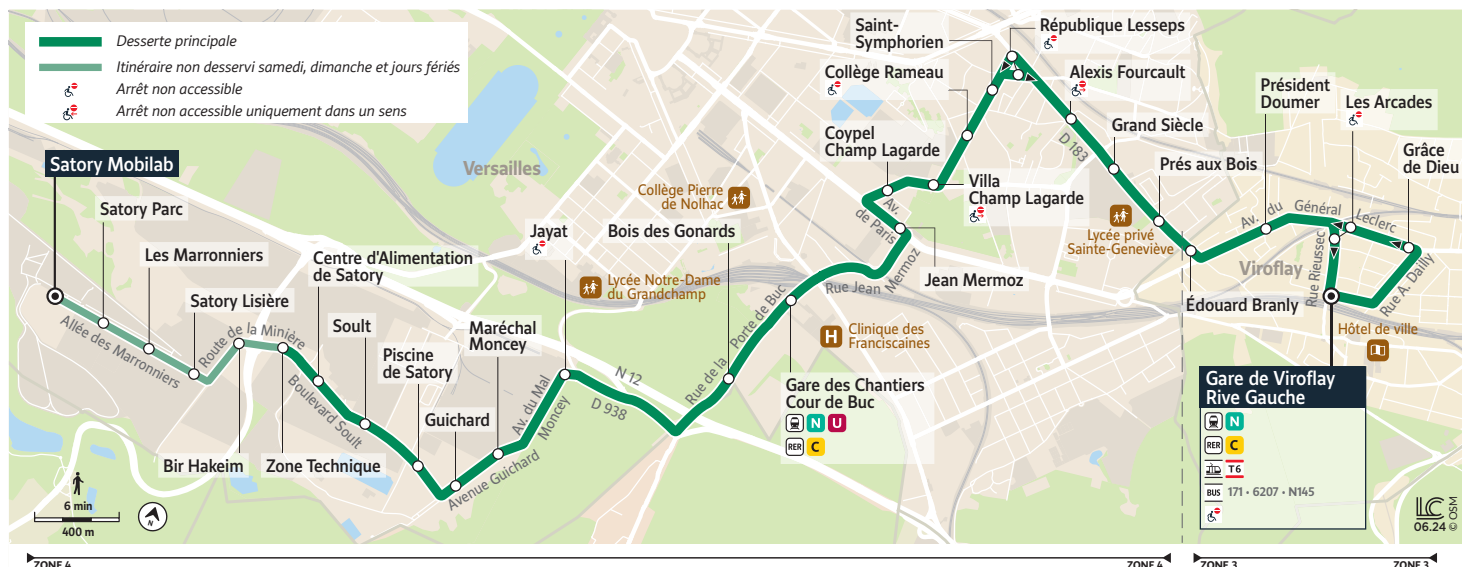 Desserte principale
Itinéraire non desservi samedi, dimanche et jours fériés
Arrêt non accessible
Arrêt non accessible uniquement dans un sens
Saint-
Symphorien
République Lesseps
Collège Rameau
Alexis Fourcault
Président
Doumer
Les Arcades
Coypel
Champ Lagarde
D 183
Grand Siècle
Grâce
de Dieu
Satory Mobilab
Versailles
Prés aux Bois
Villa
Champ Lagarde
Collège Pierre
de Nolhac
Av.
de Paris
Satory Parc
Jayat
Bois des Gonards
Lycée privé
Sainte-Geneviève
Av. du
Général
Leclerc
Les Marronniers
Centre d'Alimentation
de Satory
Lycée Notre-Dame
du Grandchamp
Rue Jean
Mermoz
Jean Mermoz
Viroflay
Rue Rieussec
Rue A. Dailly
Satory Lisière
Édouard Branly
Allée des Marronniers
Route de la Minière
Soult
Maréchal
Moncey
Rue de la
Porte de Buc
Clinique des
Franciscaines
H
Hôtel de ville
Piscine
de Satory
N 12
D 938
Boulevard Soult
Guichard
Av. du Mal
Moncey
Gare des Chantiers
Cour de Buc
N U
RER C
Gare de Viroflay
Rive Gauche
N
RER C
T6
BUS 171 • 6207 • N145
Bir Hakeim
Zone Technique
Avenue Guichard
6 min
400 m
N
LC
06.24 © OSM
ZONE 4
ZONE 4
ZONE 3
ZONE 3